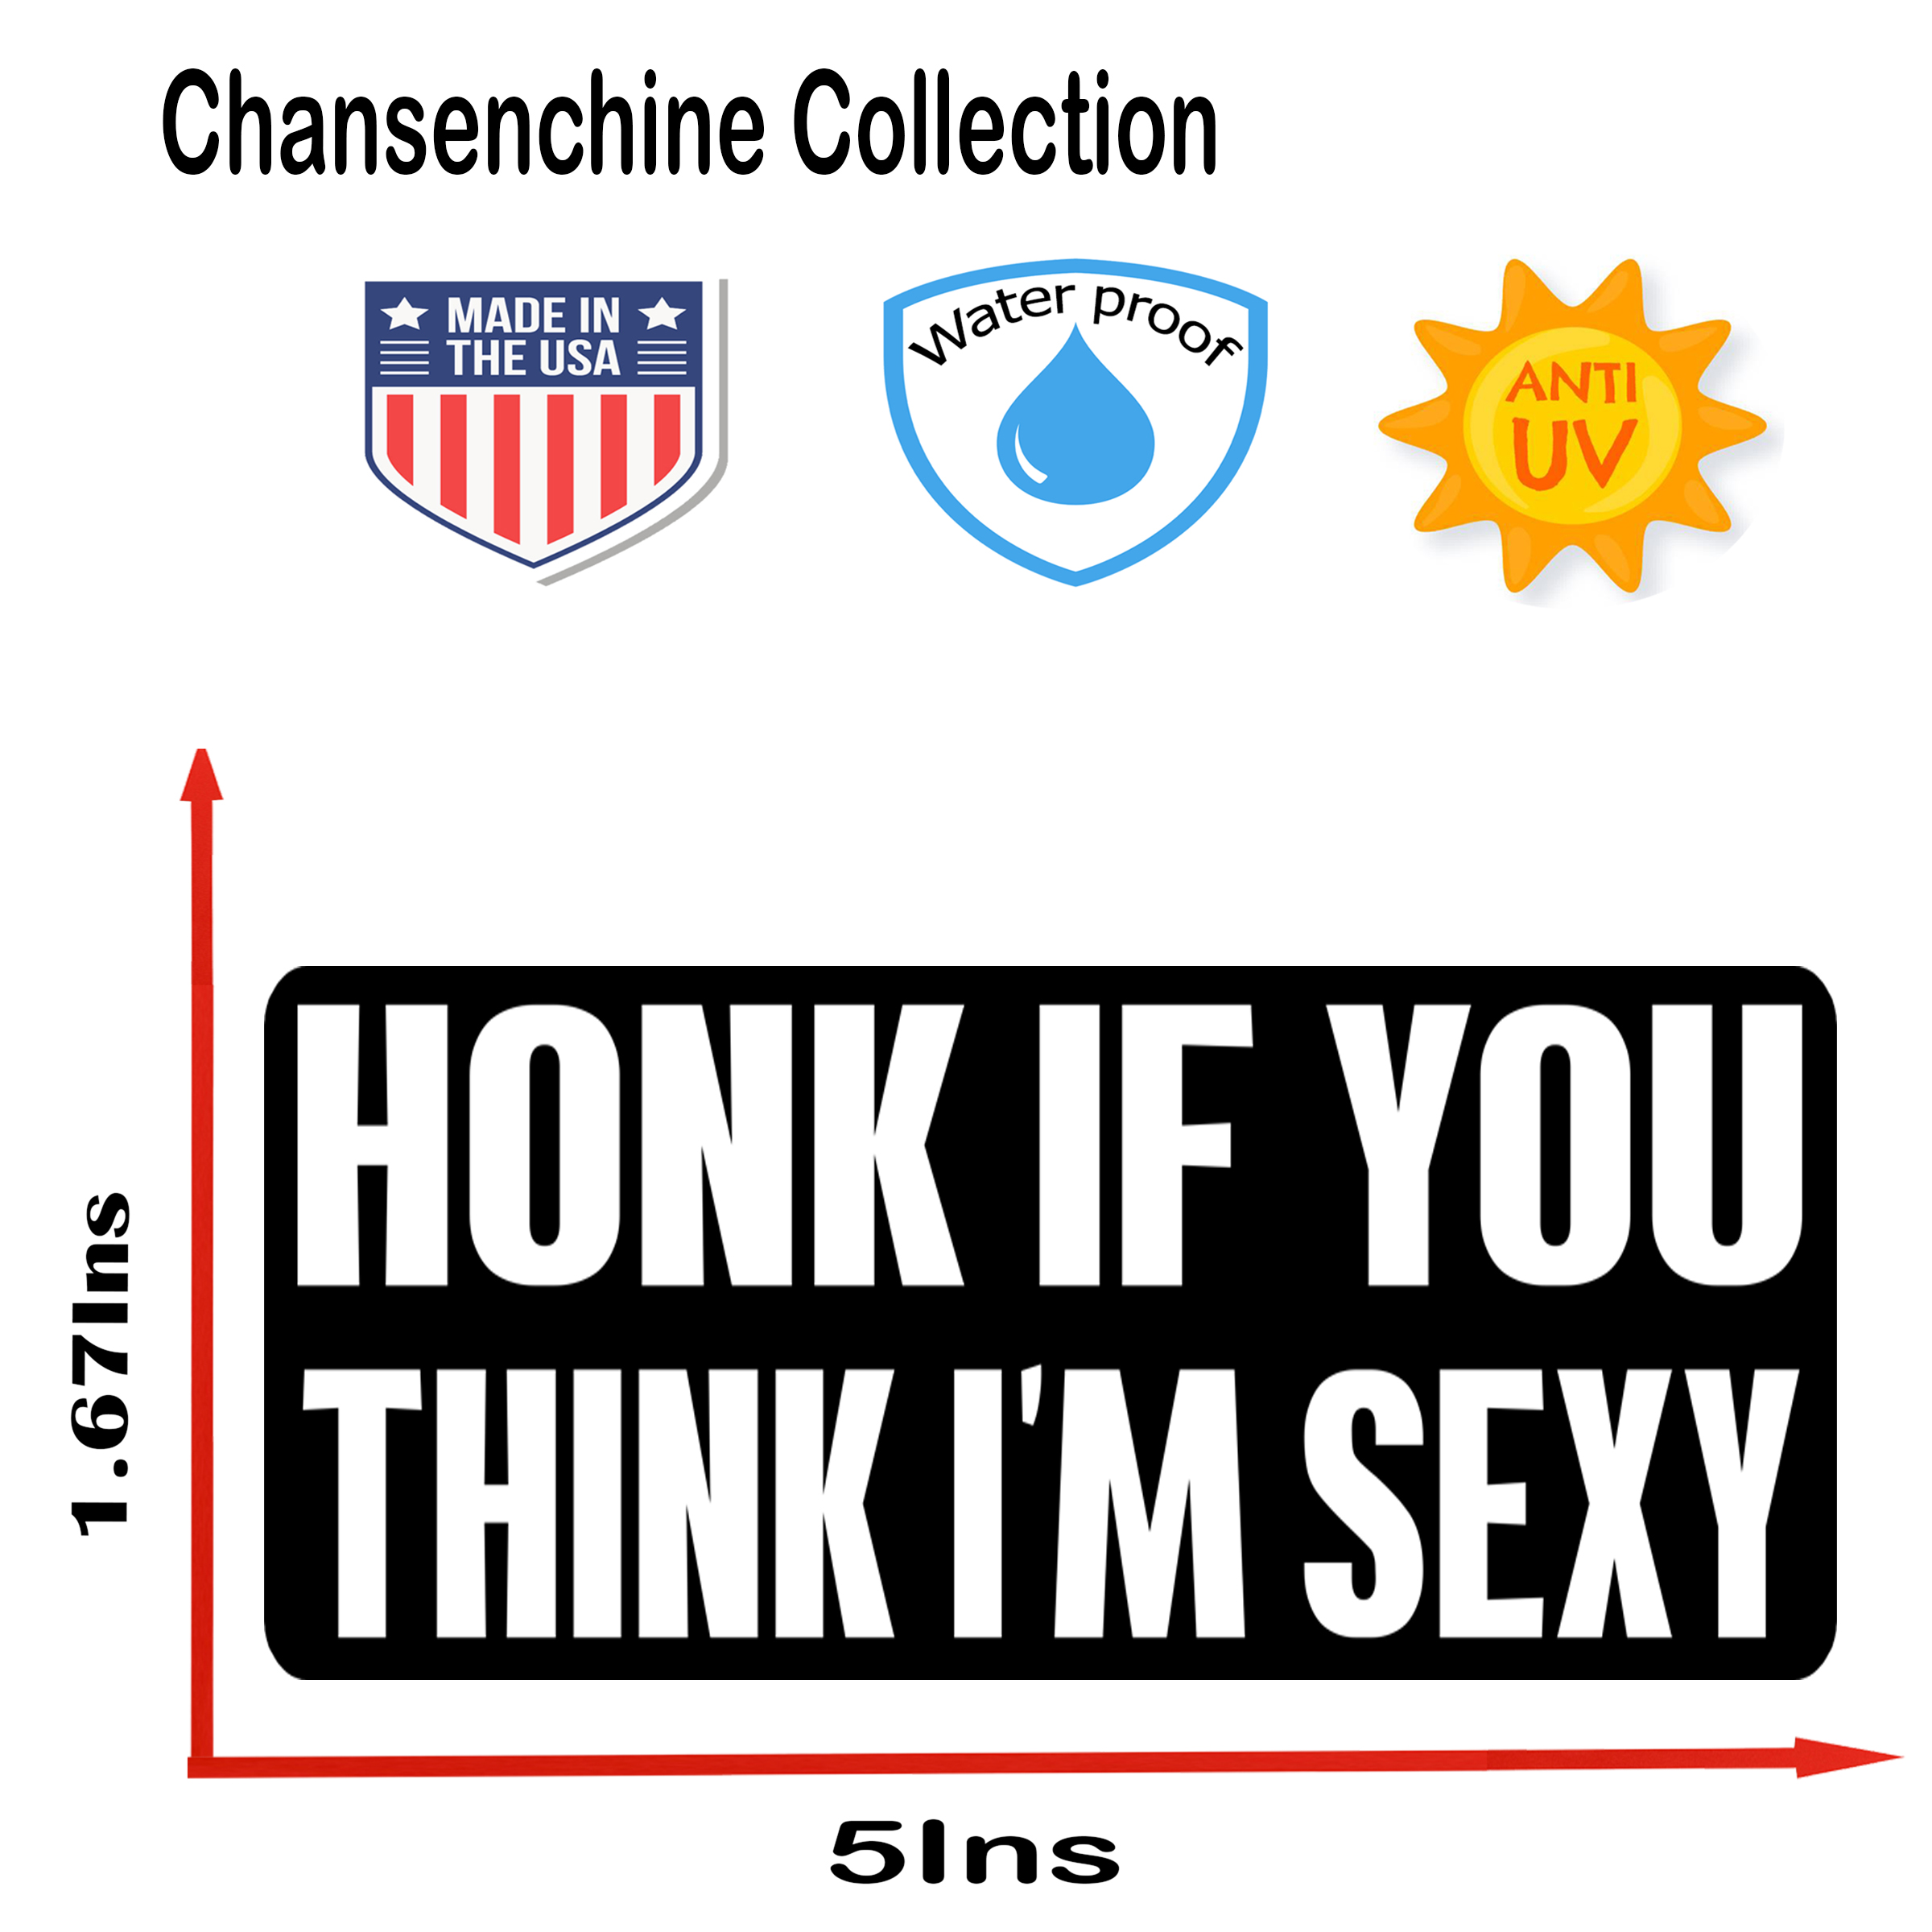 Chansenchine Collection
MADE IN
THE USA
Water proof
ANTI
UV
1.67Ins
HONK IF YOU
THINK I'M SEXY
5Ins